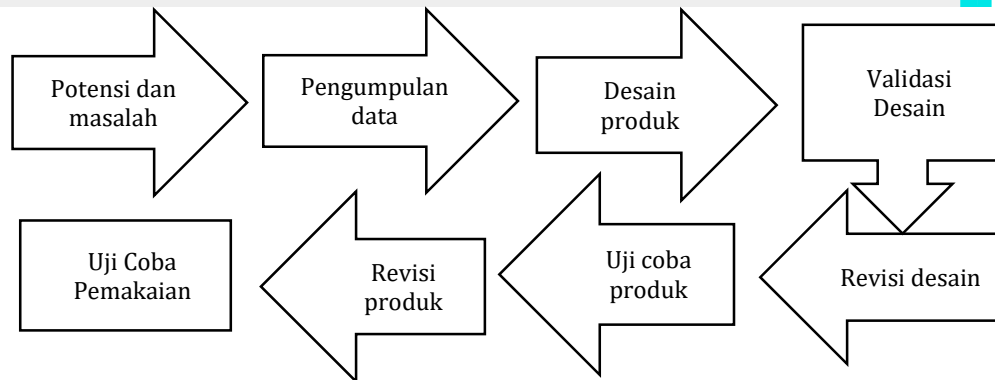 Potensi dan
masalah
Pengumpulan
data
Desain
produk
Validasi
Desain
Revisi desain
Uji coba
produk
Revisi
produk
Uji Coba
Pemakaian